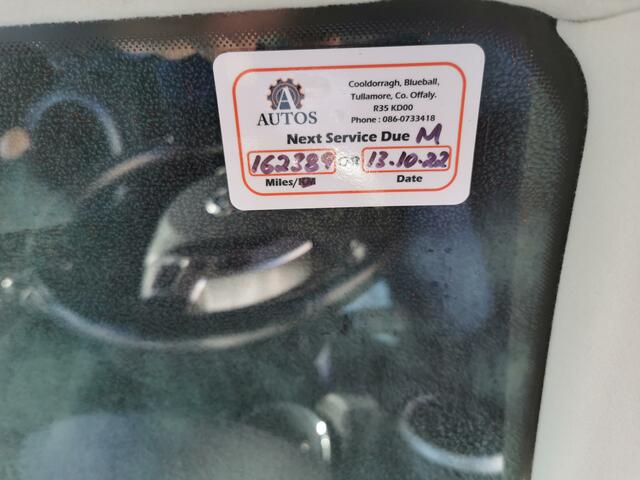 A
AUTOS
Cooldorragh, Blueball,
Tullamore, Co. Offaly.
R35 KD00
Phone : 086-0733418
Next Service Due M
162389 OR 13.10.22
Miles/KM Date